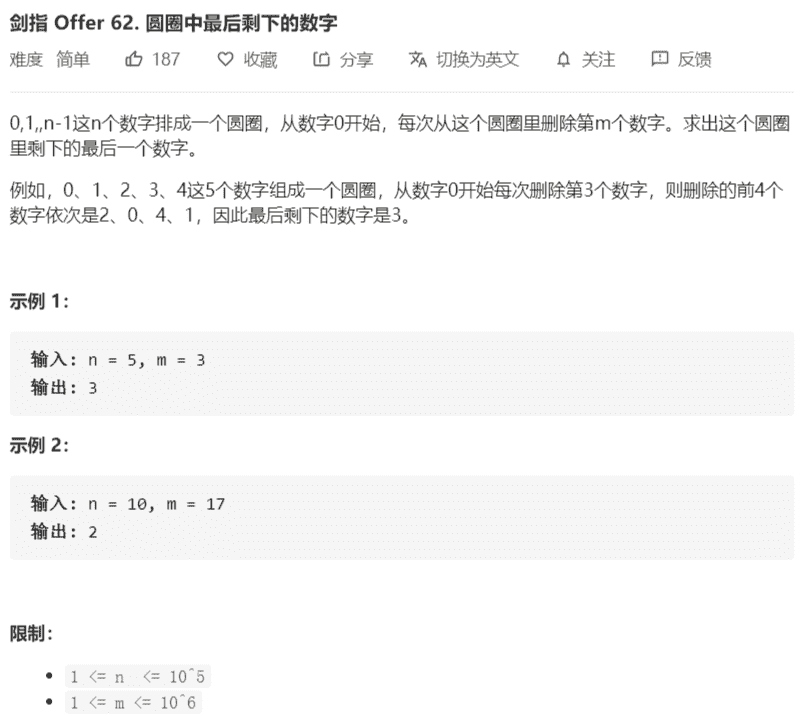 剑指 Offer 62. 圆圈中最后剩下的数字
难度 简单 187 收藏 分享 切换为英文 关注 反馈
0,1,,n-1这n个数字排成一个圆圈，从数字0开始，每次从这个圆圈里删除第m个数字。求出这个圆圈
里剩下的最后一个数字。
例如，0、1、2、3、4这5个数字组成一个圆圈，从数字0开始每次删除第3个数字，则删除的前4个
数字依次是2、0、4、1，因此最后剩下的数字是3。
示例 1：
输入: n = 5, m = 3
输出: 3
示例 2：
输入: n = 10, m = 17
输出: 2
限制：
1 <= n <= 10^5
1 <= m <= 10^6